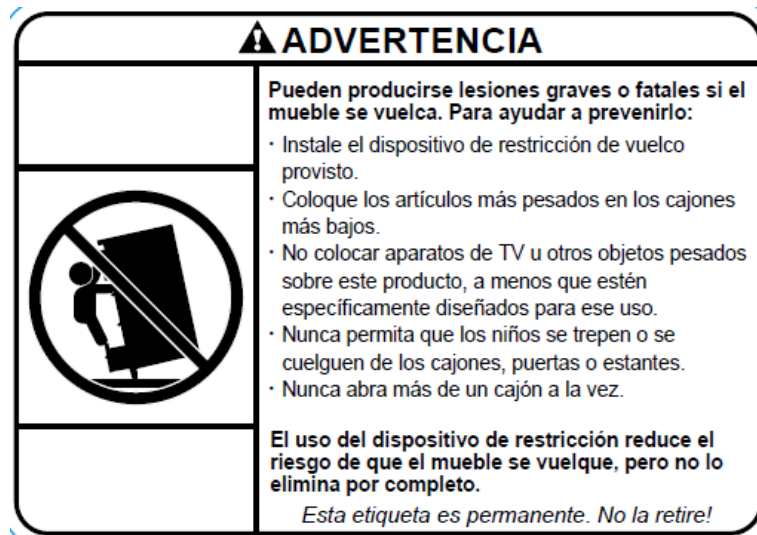 ADVERTENCIA
Pueden producirse lesiones graves o fatales si el
mueble se vuelca. Para ayudar a prevenirlo:
· Instale el dispositivo de restricción de vuelco
provisto.
· Coloque los artículos más pesados en los cajones
más bajos.
· No colocar aparatos de TV u otros objetos pesados
sobre este producto, a menos que estén
específicamente diseñados para ese uso.
· Nunca permita que los niños se trepen o se
cuelguen de los cajones, puertas o estantes.
· Nunca abra más de un cajón a la vez.
El uso del dispositivo de restricción reduce el
riesgo de que el mueble se vuelque, pero no lo
elimina por completo.
Esta etiqueta es permanente. No la retire!